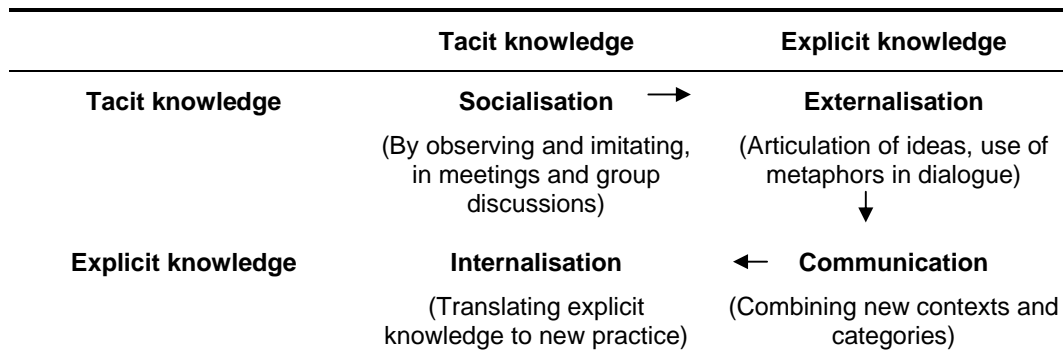 Tacit knowledge Explicit knowledge
Tacit knowledge Socialisation Externalisation
(By observing and imitating, (Articulation of ideas, use of
in meetings and group metaphors in dialogue)
discussions)
Explicit knowledge Internalisation Communication
(Translating explicit (Combining new contexts and
knowledge to new practice) categories)